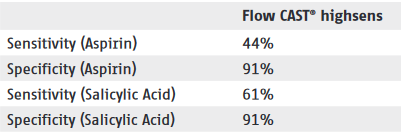 Flow CAST® highsens
Sensitivity (Aspirin) 44%
Specificity (Aspirin) 91%
Sensitivity (Salicylic Acid) 61%
Specificity (Salicylic Acid) 91%